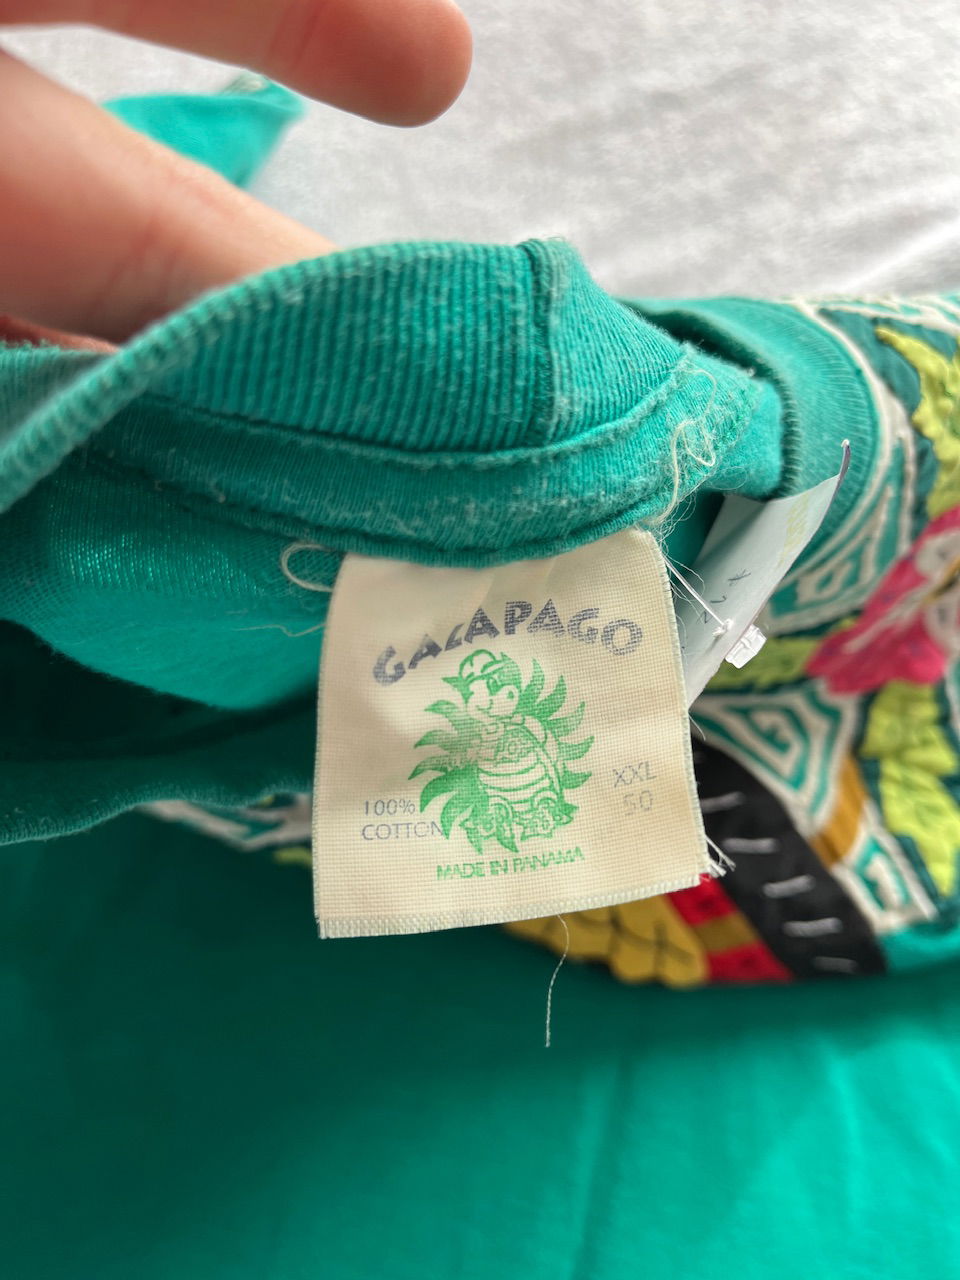 GALAPAGO
100%
COTTON
XXL
50
MADE IN PANAMA